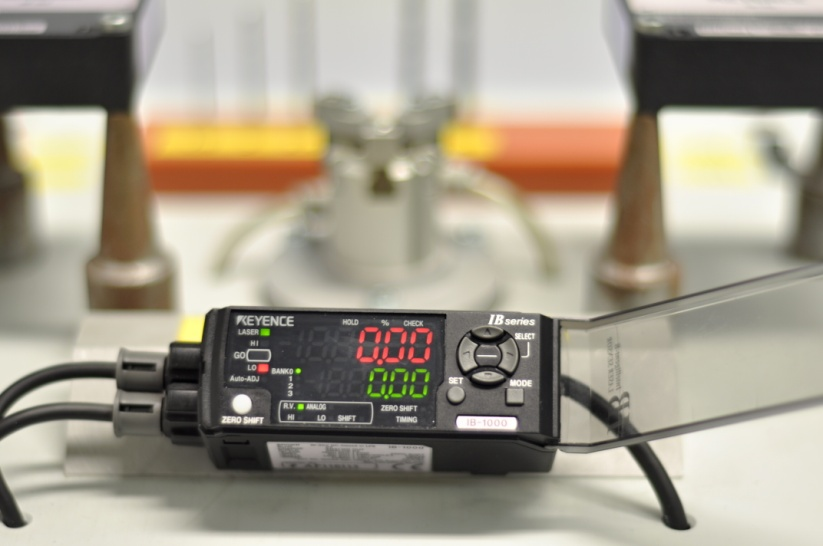 KEYENCE
IB series
HOLD % CHECK
LASER
HI
GO
LO
Auto-ADJ
BANK0
1
2
3
0.00
0.00
SELECT
SET
MODE
R.V. ANALOG
HI LO SHIFT
ZERO SHIFT
TIMING
ZERO SHIFT
IB-1000